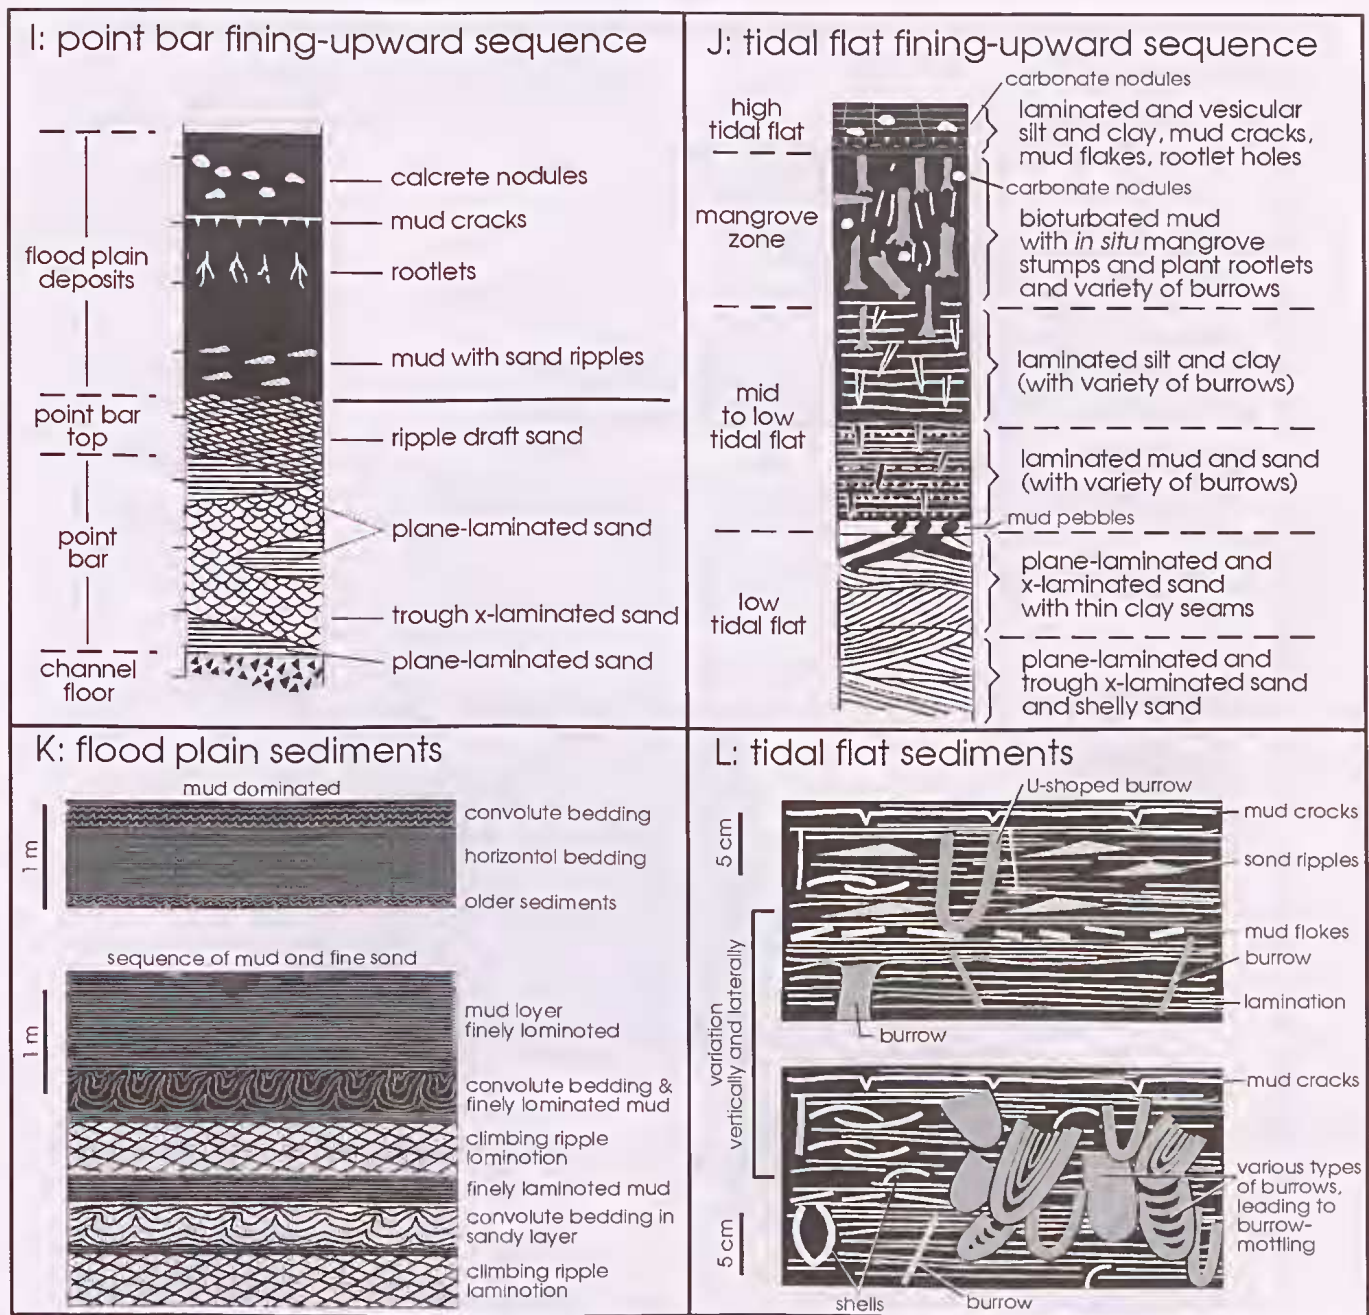 I: point bar fining-upward sequence
flood plain
deposits
point bar
top
point
bar
channel
floor
calcrete nodules
mud cracks
rootlets
mud with sand ripples
ripple draft sand
plane-laminated sand
trough x-laminated sand
plane-laminated sand
J: tidal flat fining-upward sequence
high
tidal flat
mangrove
zone
mid
to low
tidal flat
low
tidal flat
carbonate nodules
laminated and vesicular
silt and clay, mud cracks,
mud flakes, rootlet holes
carbonate nodules
bioturbated mud
with in situ mangrove
stumps and plant rootlets
and variety of burrows
laminated silt and clay
(with variety of burrows)
laminated mud and sand
(with variety of burrows)
mud pebbles
plane-laminated and
x-laminated sand
with thin clay seams
plane-laminated and
trough x-laminated sand
and shelly sand
K: flood plain sediments
mud dominated
1 m
convolute bedding
horizontol bedding
older sediments
sequence of mud ond fine sond
1 m
mud loyer
finely lominoted
convolute bedding &
finely lominated mud
climbing ripple
lominotion
finely laminoted mud
convolute bedding in
sandy layer
climbing ripple
laminotion
L: tidal flat sediments
U-shoped burrow
5 cm
mud crocks
sond ripples
mud flokes
burrow
lamination
burrow
variation
vertically and laterally
mud cracks
various types
of burrows,
leading to
burrow-
mottling
5 cm
shells
burrow